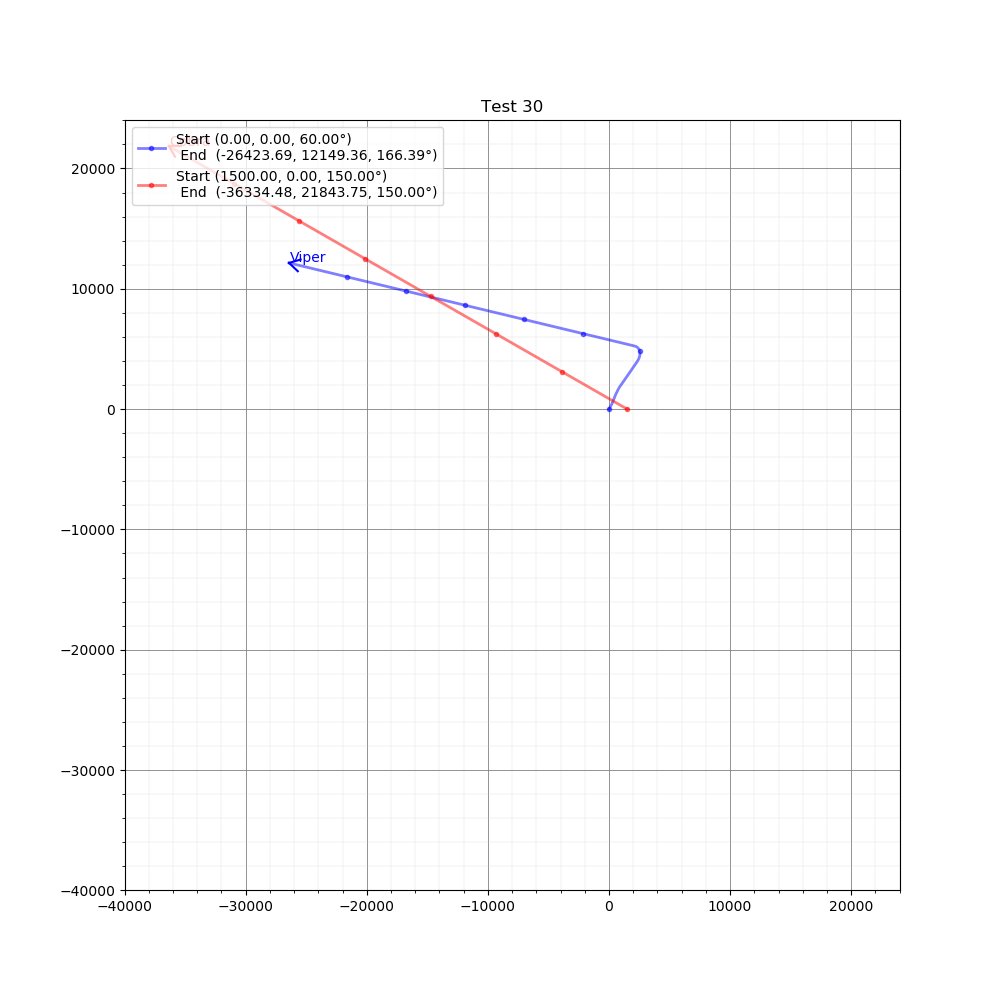 Test 30
Start (0.00, 0.00, 60.00°)
End  (-26423.69, 12149.36, 166.39°)
Start (1500.00, 0.00, 150.00°)
End  (-36334.48, 21843.75, 150.00°)
Viper
20000
10000
0
−10000
−20000
−30000
−40000
−40000 −30000 −20000 −10000 0 10000 20000